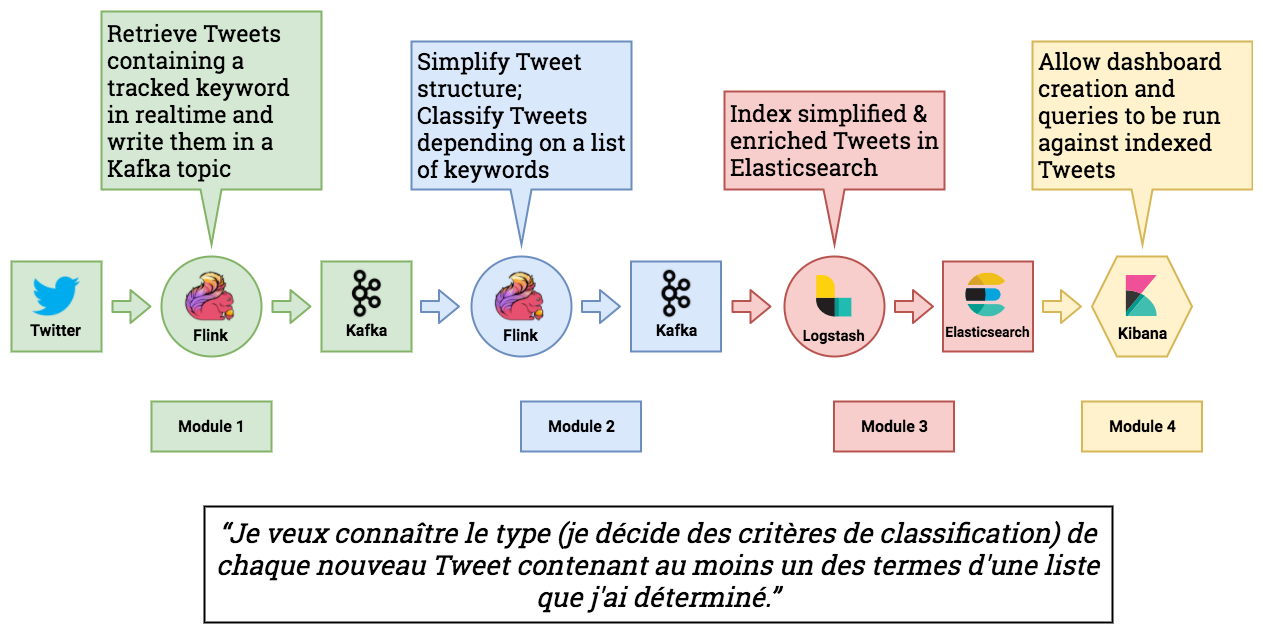 Retrieve Tweets
containing a
tracked keyword
in realtime and
write them in a
Kafka topic
Simplify Tweet
structure;
Classify Tweets
depending on a list
of keywords
Index simplified &
enriched Tweets in
Elasticsearch
Allow dashboard
creation and
queries to be run
against indexed
Tweets
Twitter
Flink
Kafka
Flink
Kafka
Logstash
Elasticsearch
Kibana
Module 1
Module 2
Module 3
Module 4
“Je veux connaître le type (je décide des critères de classification) de
chaque nouveau Tweet contenant au moins un des termes d'une liste
que j'ai déterminé.”